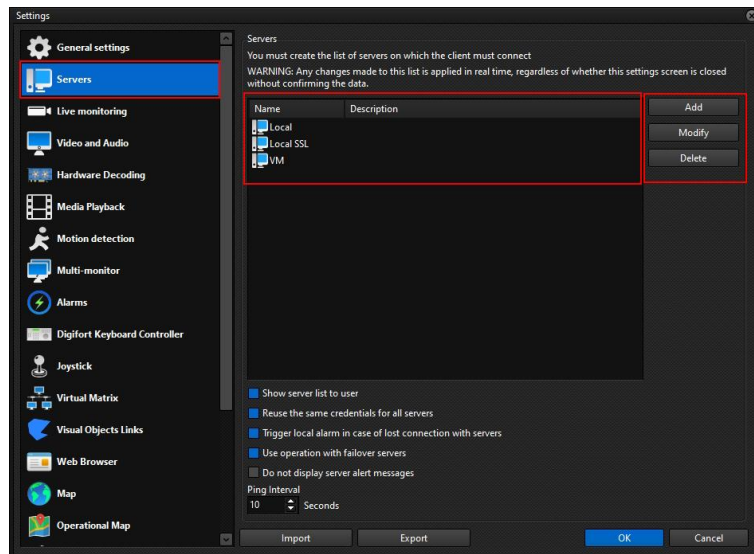 Settings
General settings
Servers
Live monitoring
Video and Audio
Hardware Decoding
Media Playback
Motion detection
Multi-monitor
Alarms
Digifort Keyboard Controller
Joystick
Virtual Matrix
Visual Objects Links
Web Browser
Map
Operational Map
Servers
You must create the list of servers on which the client must connect
WARNING: Any changes made to this list is applied in real time, regardless of whether this settings screen is closed
without confirming the data.
Name Description
Local
Local SSL
VM
Add
Modify
Delete
Show server list to user
Reuse the same credentials for all servers
Trigger local alarm in case of lost connection with servers
Use operation with failover servers
Do not display server alert messages
Ping Interval
10 Seconds
Import Export OK Cancel